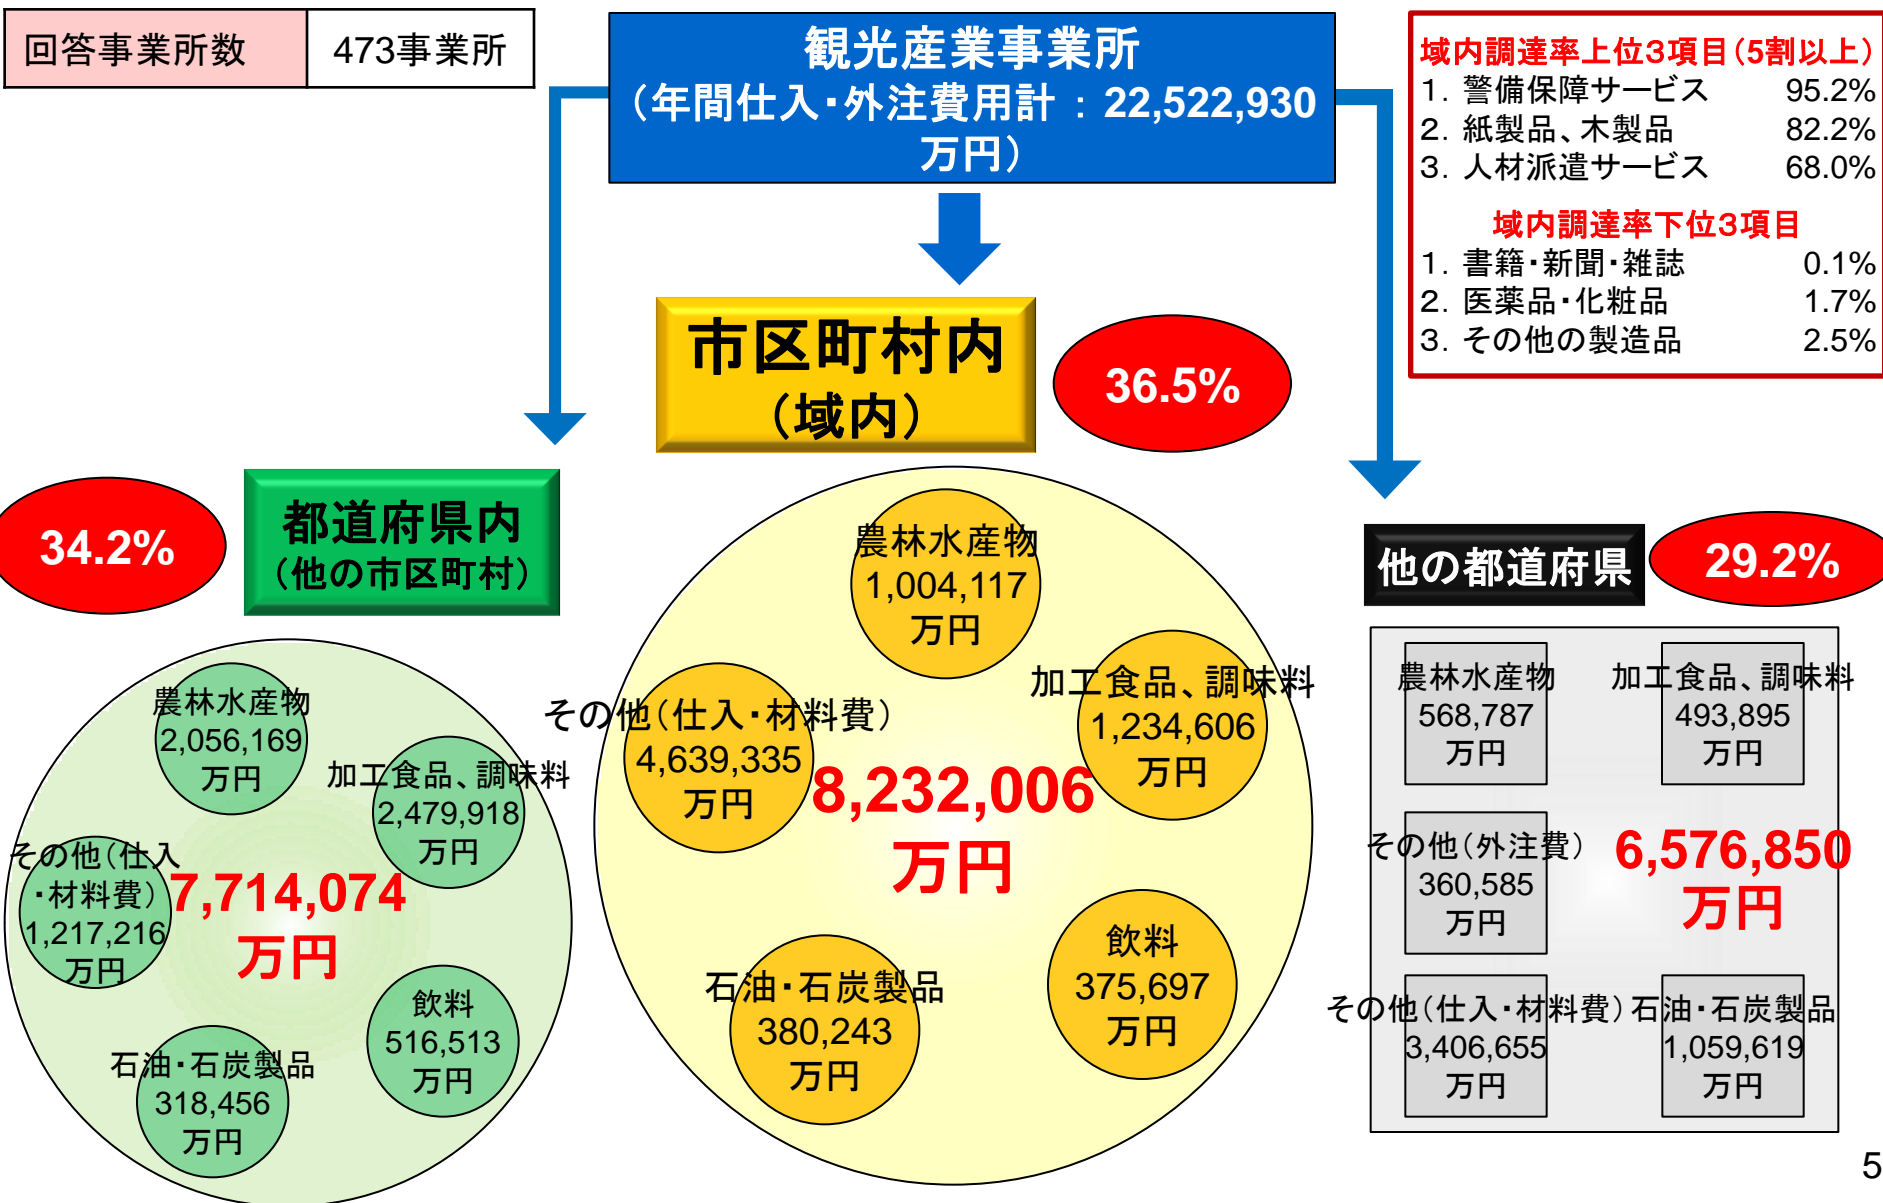 回答事業所数 473事業所
観光産業事業所
（年間仕入・外注費用計 : 22,522,930
万円）
域内調達率上位3項目（5割以上）
1. 警備保障サービス 95.2%
2. 紙製品、木製品 82.2%
3. 人材派遣サービス 68.0%
域内調達率下位3項目
1. 書籍・新聞・雑誌 0.1%
2. 医薬品・化粧品 1.7%
3. その他の製造品 2.5%
市区町村内
（域内）
36.5%
34.2%
都道府県内
（他の市区町村）
他の都道府県
29.2%
農林水産物
2,056,169
万円
加工食品、調味料
2,479,918
万円
その他（仕入
・材料費）
1,217,216
万円
7,714,074
万円
飲料
516,513
万円
石油・石炭製品
318,456
万円
農林水産物
1,004,117
万円
加工食品、調味料
1,234,606
万円
その他（仕入・材料費）
4,639,335
万円
8,232,006
万円
飲料
375,697
万円
石油・石炭製品
380,243
万円
農林水産物
568,787
万円
加工食品、調味料
493,895
万円
その他（外注費）
360,585
万円
6,576,850
万円
その他（仕入・材料費）
3,406,655
万円
石油・石炭製品
1,059,619
万円
5